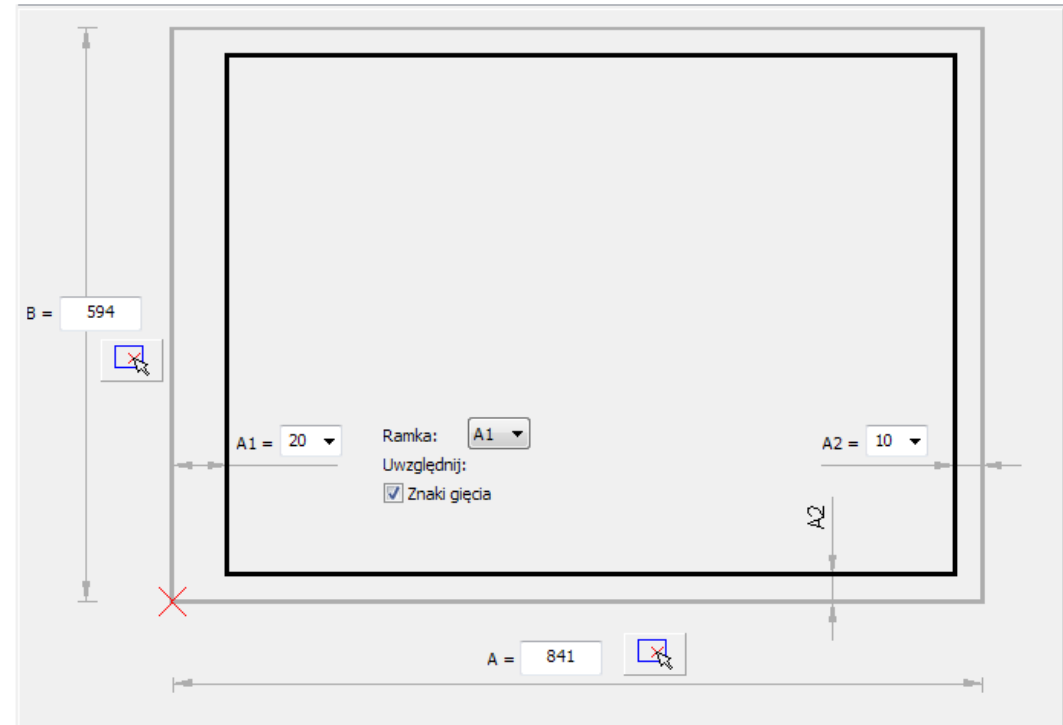 B = 594
A1 = 20
Ramka: A1
A2 = 10
Uwzględnij:
Znaki gięcia
A2
A = 841